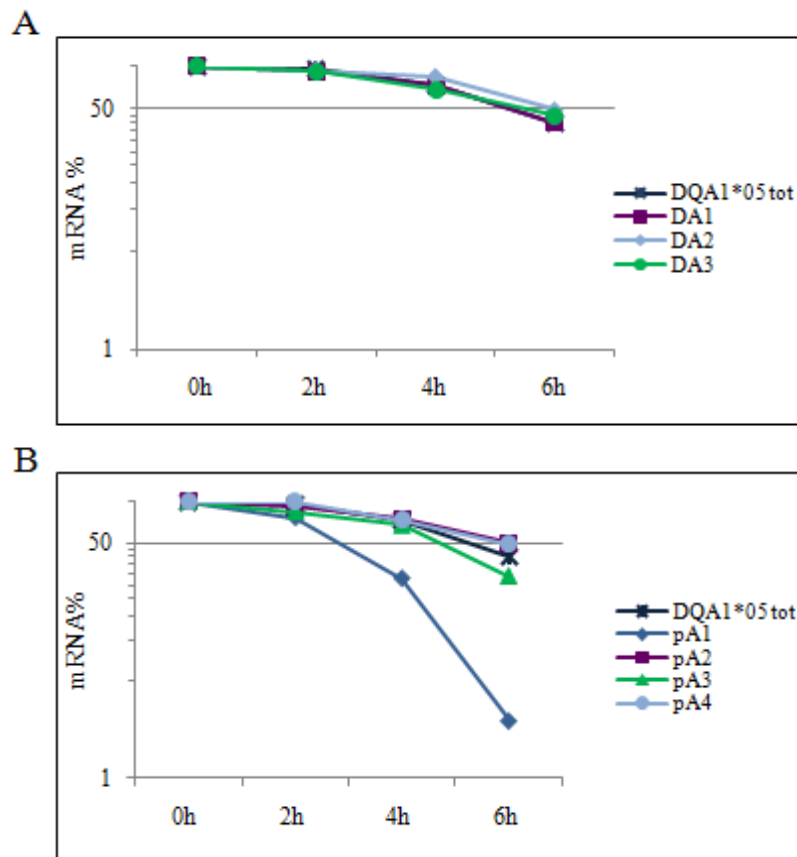 A
50
1
mRNA %
0h 2h 4h 6h
DQA1*05 tot
DA1
DA2
DA3
B
50
1
mRNA%
0h 2h 4h 6h
DQA1*05 tot
pA1
pA2
pA3
pA4